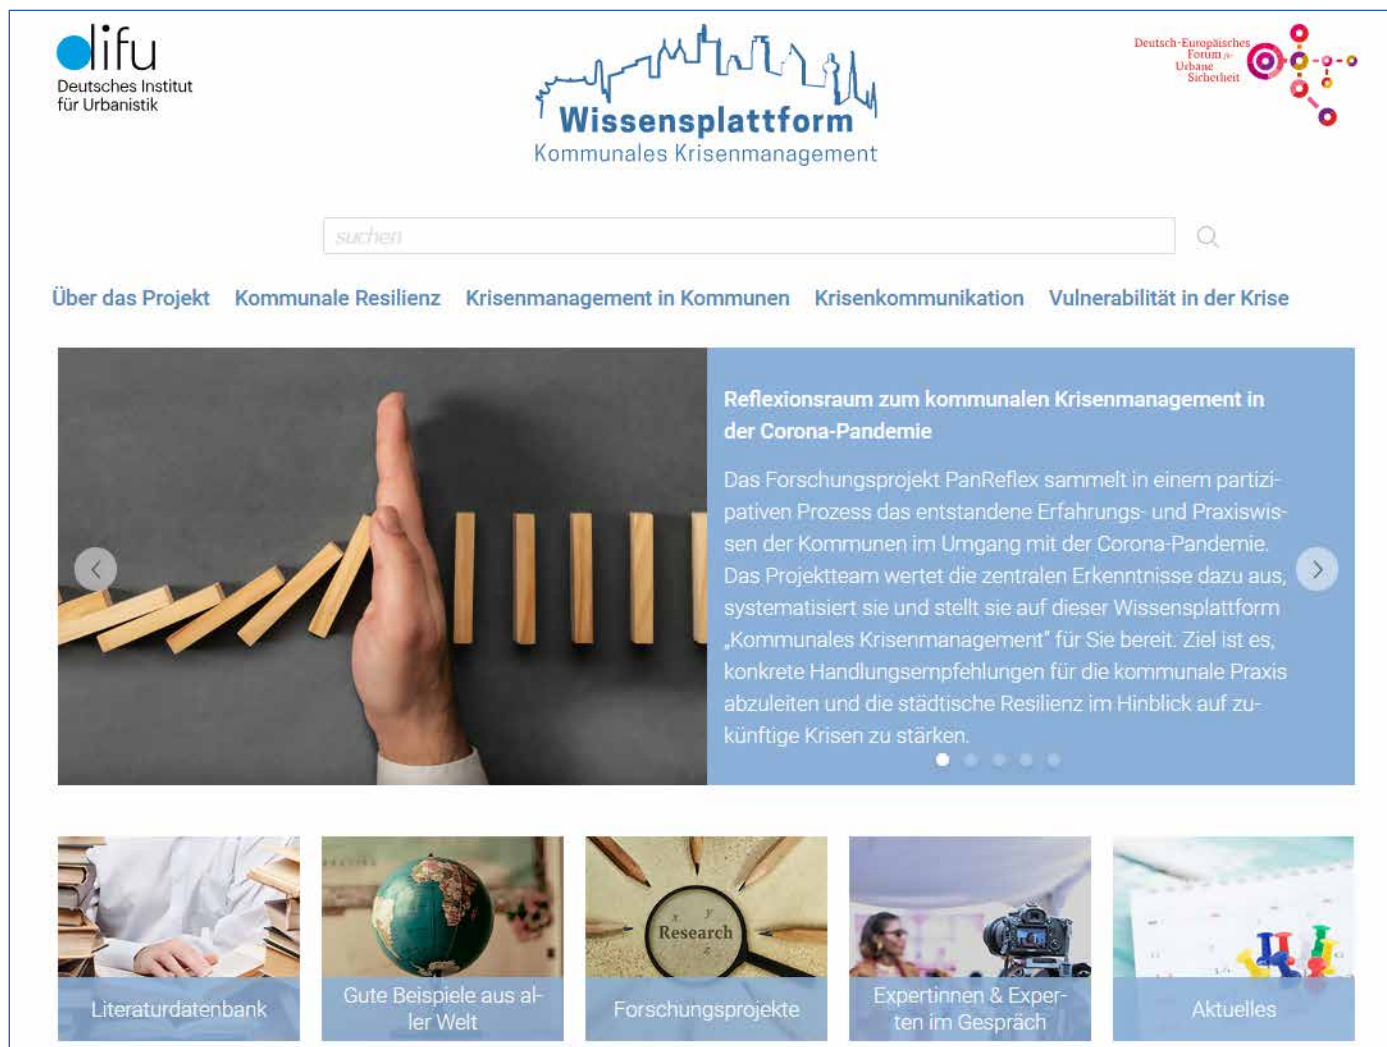 difu
Deutsches Institut
für Urbanistik
Wissensplattform
Kommunales Krisenmanagement
Deutsch-Europäisches
Forum für
Urbane
Sicherheit
suchen
Über das Projekt Kommunale Resilienz Krisenmanagement in Kommunen Krisenkommunikation Vulnerabilität in der Krise
Reflexionsraum zum kommunalen Krisenmanagement in
der Corona-Pandemie
Das Forschungsprojekt PanReflex sammelt in einem partizi-
pativen Prozess das entstandene Erfahrungs- und Praxiswis-
sen der Kommunen im Umgang mit der Corona-Pandemie.
Das Projektteam wertet die zentralen Erkenntnisse dazu aus,
systematisiert sie und stellt sie auf dieser Wissensplattform
„Kommunales Krisenmanagement" für Sie bereit. Ziel ist es,
konkrete Handlungsempfehlungen für die kommunale Praxis
abzuleiten und die städtische Resilienz im Hinblick auf zu-
künftige Krisen zu stärken.
x y
Research
z
Literaturdatenbank
Gute Beispiele aus al-
ler Welt
Forschungsprojekte
Expertinnen & Exper-
ten im Gespräch
Aktuelles